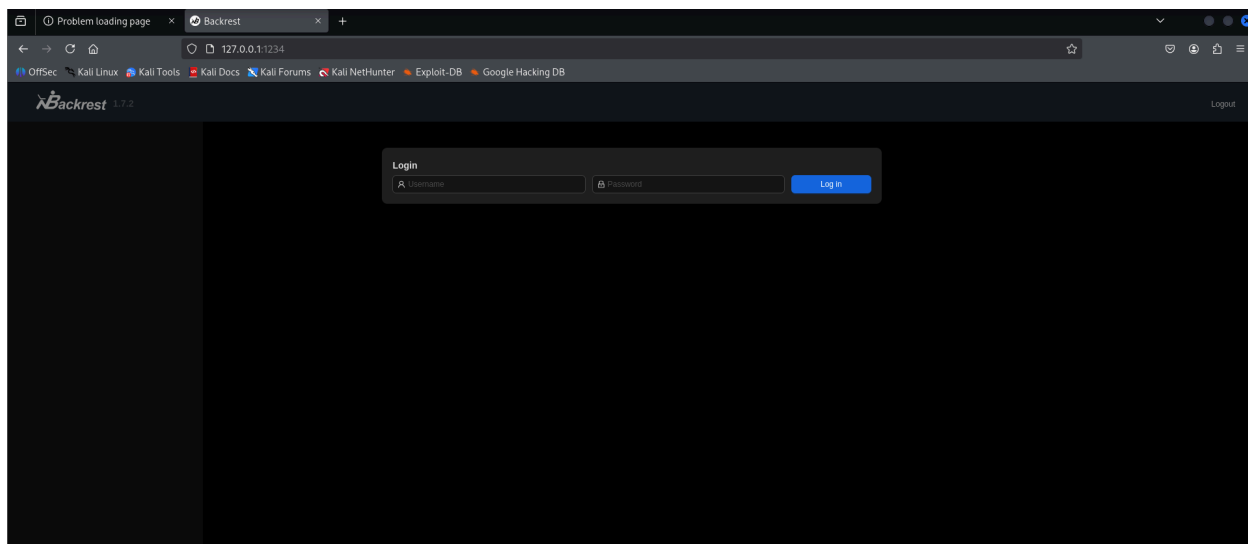 Problem loading page
Backrest
127.0.0.1:1234
OffSec Kali Linux Kali Tools Kali Docs Kali Forums Kali NetHunter Exploit-DB Google Hacking DB
Backrest 1.7.2
Logout
Login
Username Password Log in